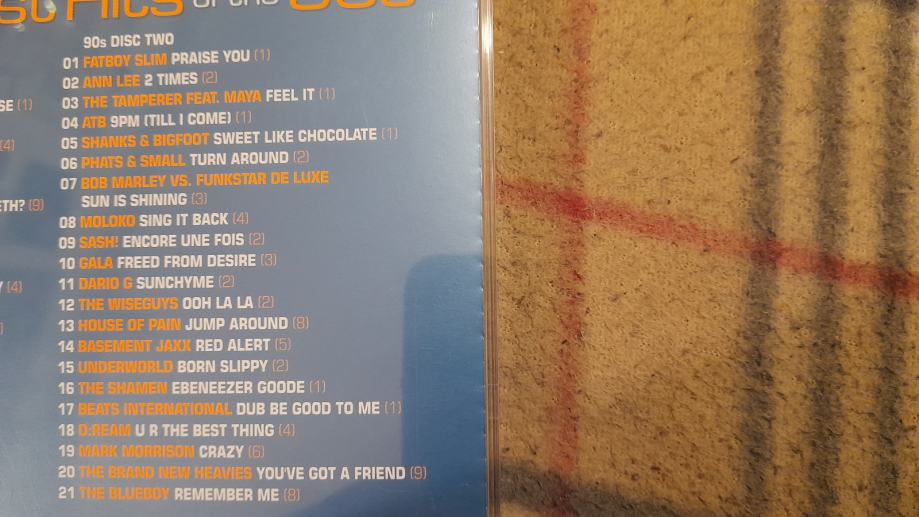 Hits of the
90s DISC TWO
01 FATBOY SLIM PRAISE YOU (1)
02 ANN LEE 2 TIMES (2)
03 THE TAMPERER FEAT. MAYA FEEL IT (1)
04 ATB 9PM (TILL I COME) (1)
05 SHANKS & BIGFOOT SWEET LIKE CHOCOLATE (1)
06 PHATS & SMALL TURN AROUND (2)
07 BOB MARLEY VS. FUNKSTAR DE LUXE
SUN IS SHINING (3)
08 MOLOKO SING IT BACK (4)
09 SASH! ENCORE UNE FOIS (2)
10 GALA FREED FROM DESIRE (3)
11 DARIO G SUNCHYME (2)
12 THE WISEGUYS OOH LA LA (2)
13 HOUSE OF PAIN JUMP AROUND (8)
14 BASEMENT JAXX RED ALERT (5)
15 UNDERWORLD BORN SLIPPY (2)
16 THE SHAMEN EBENEEZER GOODE (1)
17 BEATS INTERNATIONAL DUB BE GOOD TO ME (1)
18 D:REAM U R THE BEST THING (4)
19 MARK MORRISON CRAZY (6)
20 THE BRAND NEW HEAVIES YOU'VE GOT A FRIEND (9)
21 THE BLUEBOY REMEMBER ME (8)
(1)
(4)
(9)
(4)